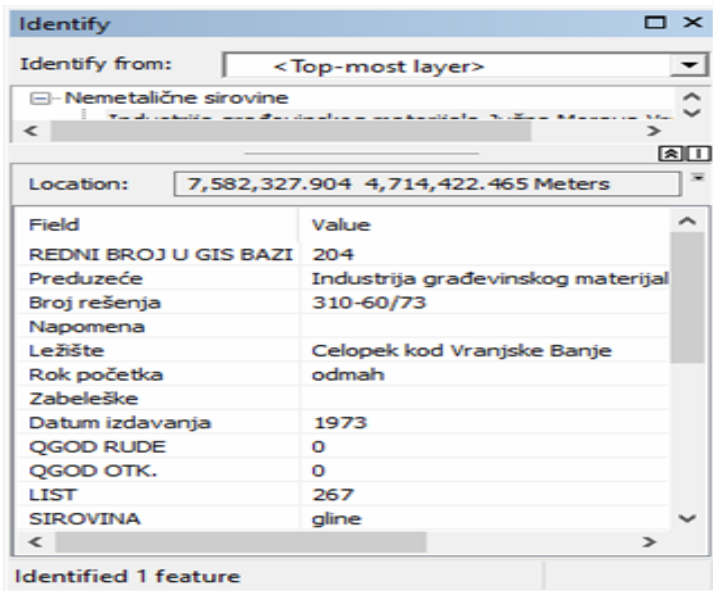 Identify
Identify from: <Top-most layer>
Nemetalične sirovine
Location: 7,582,327.904 4,714,422.465 Meters
Field Value
REDNI BROJ U GIS BAZI 204
Preduzeće Industrija građevinskog materijal
Broj rešenja 310-60/73
Napomena
Ležište Celopek kod Vranjske Banje
Rok početka odmah
Zabeleške
Datum izdavanja 1973
QGOD RUDE 0
QGOD OTK. 0
LIST 267
SIROVINA gline
Identified 1 feature